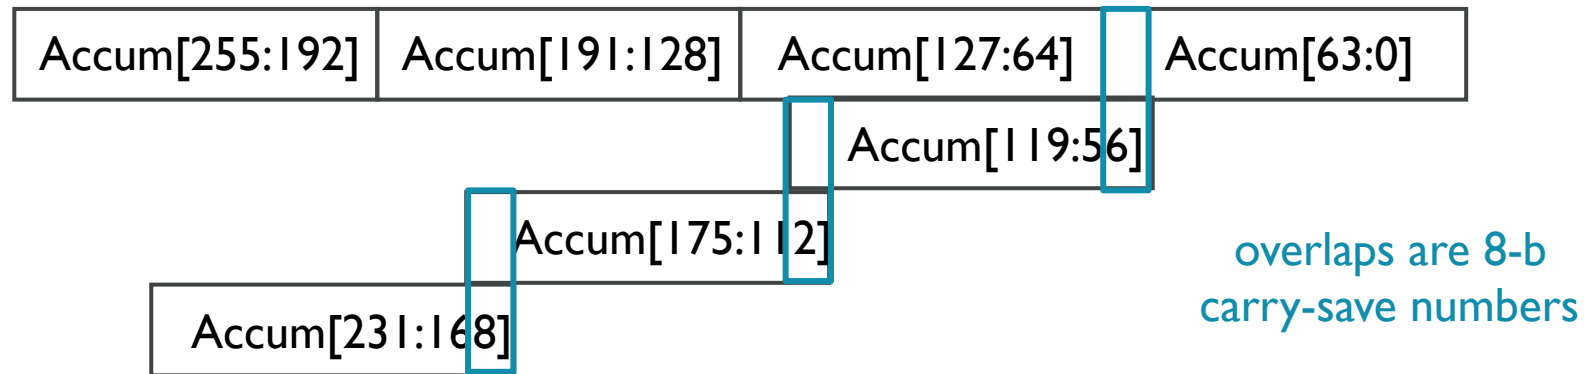 Accum[255:192] Accum[191:128] Accum[127:64] Accum[63:0]
Accum[119:56]
Accum[175:112]
Accum[231:168]
overlaps are 8-b
carry-save numbers